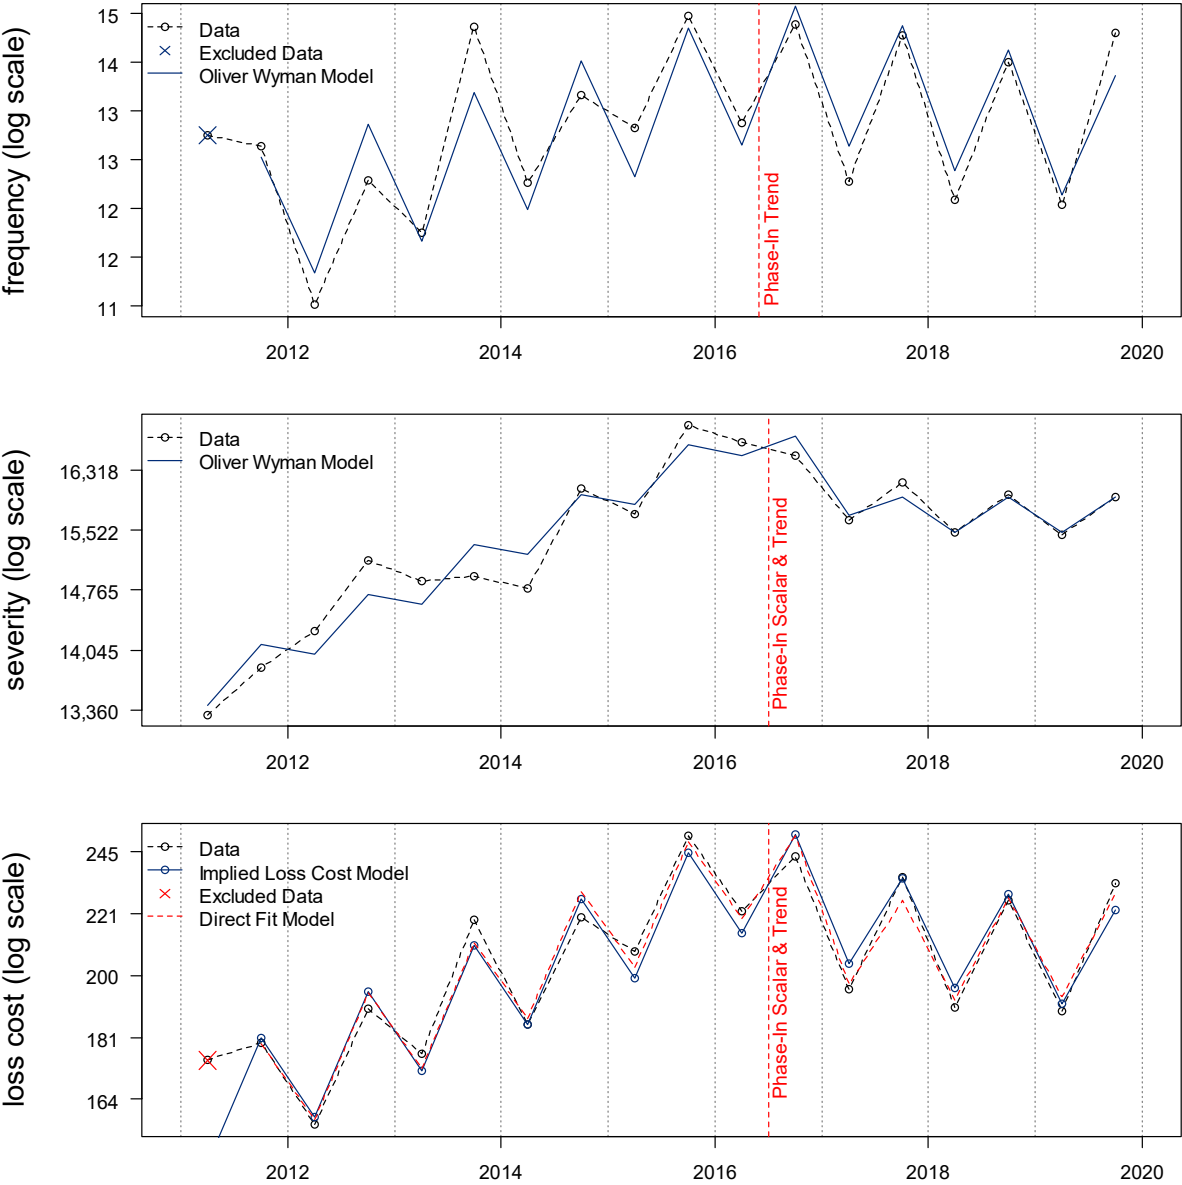 frequency (log scale)
15
14
13
13
12
12
11
Data
Excluded Data
Oliver Wyman Model
Phase-In Trend
2012 2014 2016 2018 2020
severity (log scale)
16,318
15,522
14,765
14,045
13,360
Data
Oliver Wyman Model
Phase-In Scalar & Trend
2012 2014 2016 2018 2020
loss cost (log scale)
245
221
200
181
164
Data
Implied Loss Cost Model
Excluded Data
Direct Fit Model
Phase-In Scalar & Trend
2012 2014 2016 2018 2020